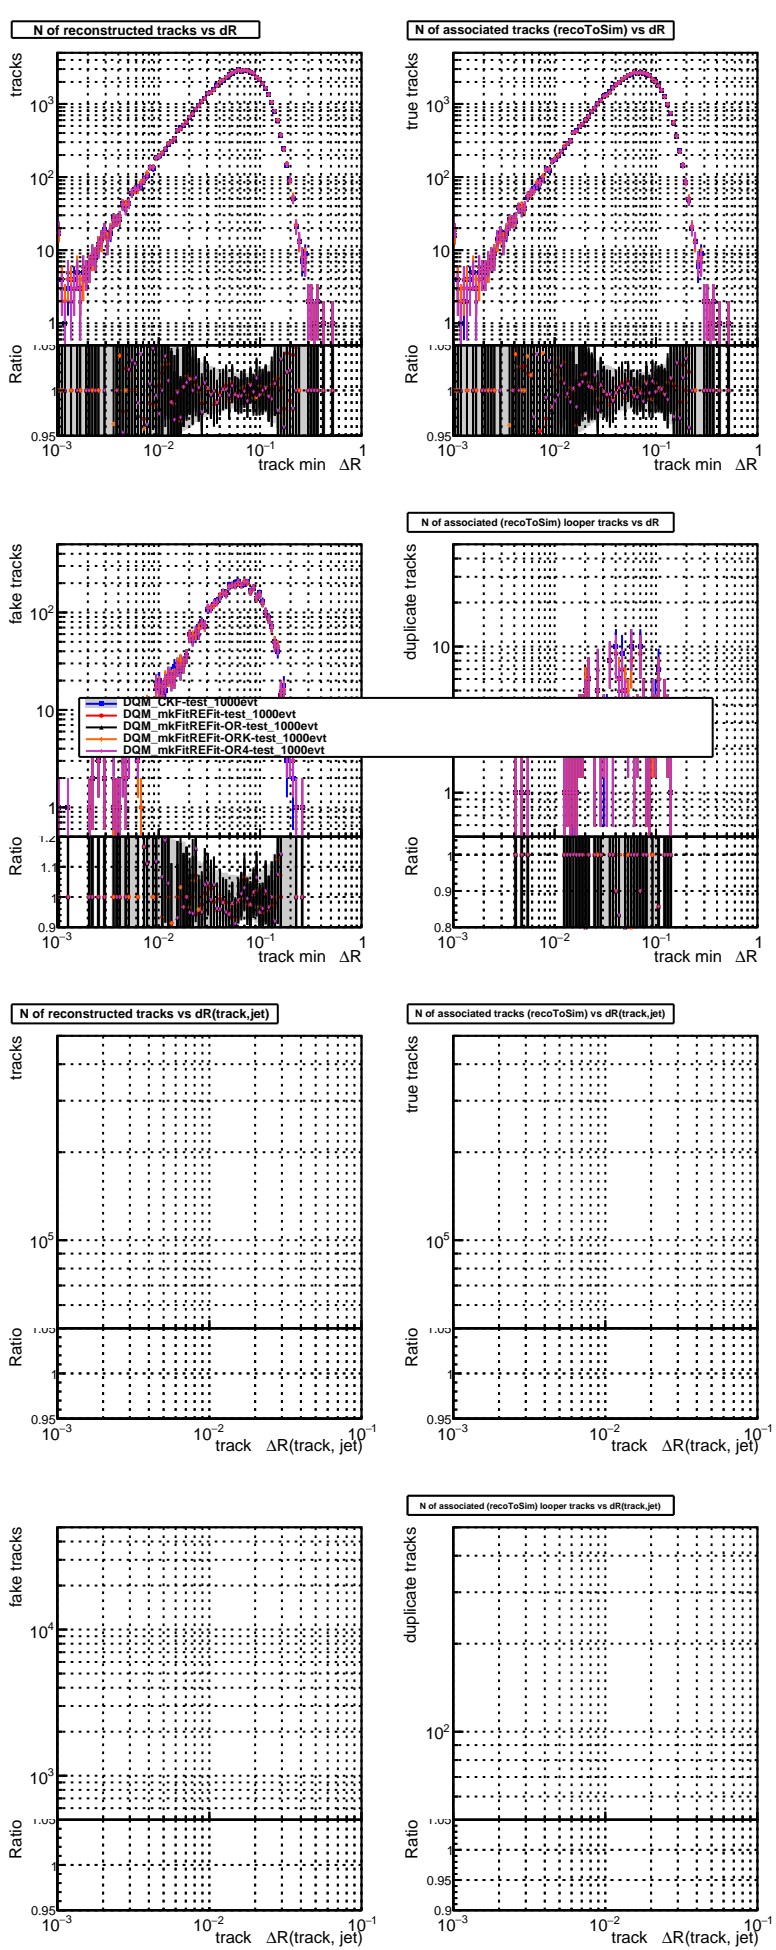 N of reconstructed tracks vs dR
N of associated tracks (recoToSim) vs dR
tracks
10³
10²
10
1
Ratio
1.05
1
0.95
10⁻³
10⁻²
10⁻¹
1
track min ΔR
true tracks
10³
10²
10
1
Ratio
1.05
1
0.95
10⁻³
10⁻²
10⁻¹
1
track min ΔR
N of associated (recoToSim) looper tracks vs dR
fake tracks
10²
10
1
Ratio
1.2
1.1
1
0.9
10⁻³
10⁻²
10⁻¹
1
track min ΔR
duplicate tracks
10
1
Ratio
1
0.9
0.8
10⁻³
10⁻²
10⁻¹
1
track min ΔR
DQM_CKF-test_1000evt
DQM_mkFitREFit-test_1000evt
DQM_mkFitREFit-OR-test_1000evt
DQM_mkFitREFit-ORK-test_1000evt
DQM_mkFitREFit-OR4-test_1000evt
N of reconstructed tracks vs dR(track,jet)
N of associated tracks (recoToSim) vs dR(track,jet)
tracks
10⁵
Ratio
1.05
1
0.95
10⁻³
10⁻²
10⁻¹
track ΔR(track, jet)
true tracks
10⁵
Ratio
1.05
1
0.95
10⁻³
10⁻²
10⁻¹
track ΔR(track, jet)
N of associated (recoToSim) looper tracks vs dR(track,jet)
fake tracks
10⁴
10³
Ratio
1.05
1
0.95
10⁻³
10⁻²
10⁻¹
track ΔR(track, jet)
duplicate tracks
10²
Ratio
1.05
1
0.95
0.9
10⁻³
10⁻²
10⁻¹
track ΔR(track, jet)